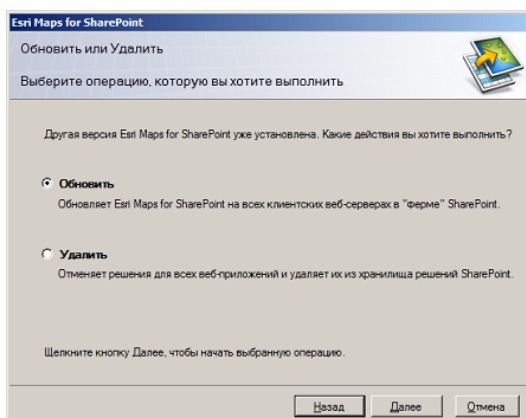 Esri Maps for SharePoint
Обновить или Удалить
Выберите операцию, которую вы хотите выполнить
Другая версия Esri Maps for SharePoint уже установлена. Какие действия вы хотите выполнить?
Обновить
Обновляет Esri Maps for SharePoint на всех клиентских веб-серверах в "ферме" SharePoint.
Удалить
Отменяет решения для всех веб-приложений и удаляет их из хранилища решений SharePoint.
Щелкните кнопку Далее, чтобы начать выбранную операцию.
Назад Далее Отмена